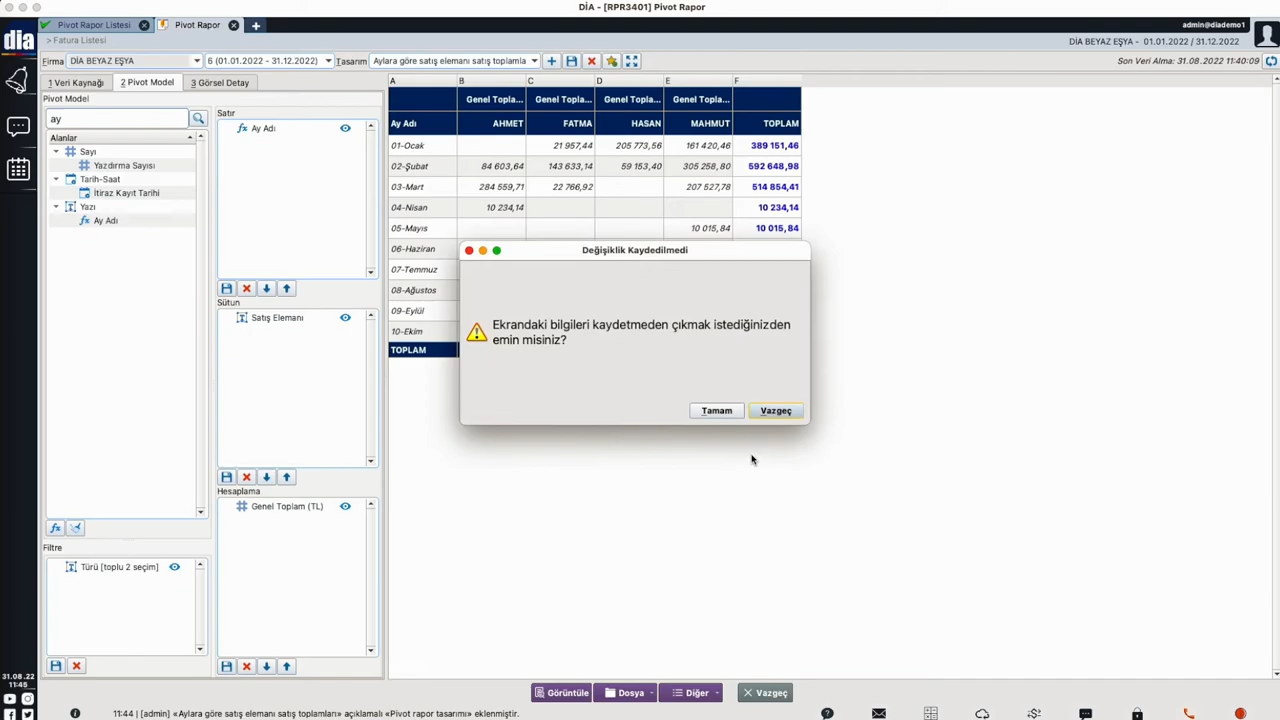 DİA - [RPR3401] Pivot Rapor
dia
Pivot Rapor Listesi
Pivot Rapor
admin@diademo1
> Fatura Listesi
DİA BEYAZ EŞYA - 01.01.2022 / 31.12.2022
Firma DİA BEYAZ EŞYA 6 (01.01.2022 - 31.12.2022) Tasarım Aylara göre satış elemanı satış toplamla
Son Veri Alma: 31.08.2022 11:40:09
1 Veri Kaynağı 2 Pivot Model 3 Görsel Detay
Pivot Model
ay
Alanlar
Sayı
Yazdırma Sayısı
Tarih-Saat
İtiraz Kayıt Tarihi
Yazı
fx Ay Adı
Filtre
Türü [toplu 2 seçim]
Satır
fx Ay Adı
Sütun
Satış Elemanı
Hesaplama
Genel Toplam (TL)
A B C D E F
Genel Topla... Genel Topla... Genel Topla... Genel Topla...
Ay Adı AHMET FATMA HASAN MAHMUT TOPLAM
01-Ocak 21 957,44 205 773,56 161 420,46 389 151,46
02-Şubat 84 603,64 143 633,14 59 153,40 305 258,80 592 648,98
03-Mart 284 559,71 22 766,92 207 527,78 514 854,41
04-Nisan 10 234,14 10 234,14
05-Mayıs 10 015,84 10 015,84
06-Haziran
07-Temmuz
08-Ağustos
09-Eylül
10-Ekim
TOPLAM
Değişiklik Kaydedilmedi
Ekrandaki bilgileri kaydetmeden çıkmak istediğinizden
emin misiniz?
Tamam Vazgeç
Görüntüle Dosya Diğer Vazgeç
31.08.22
11:45
11:44 | [admin] «Aylara göre satış elemanı satış toplamları» açıklamalı «Pivot rapor tasarımı» eklenmiştir.